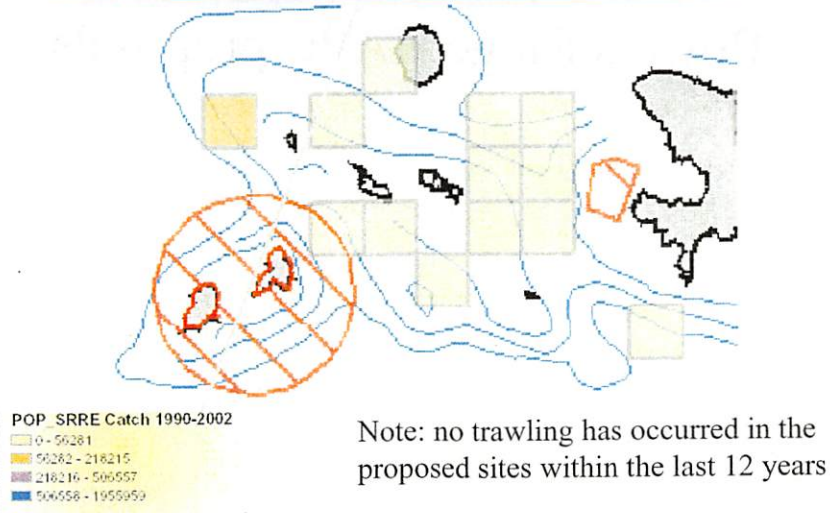 POP_SRRE Catch 1990-2002
0 - 56281
56282 - 218215
218216 - 506557
506558 - 1955959
Note: no trawling has occurred in the
proposed sites within the last 12 years